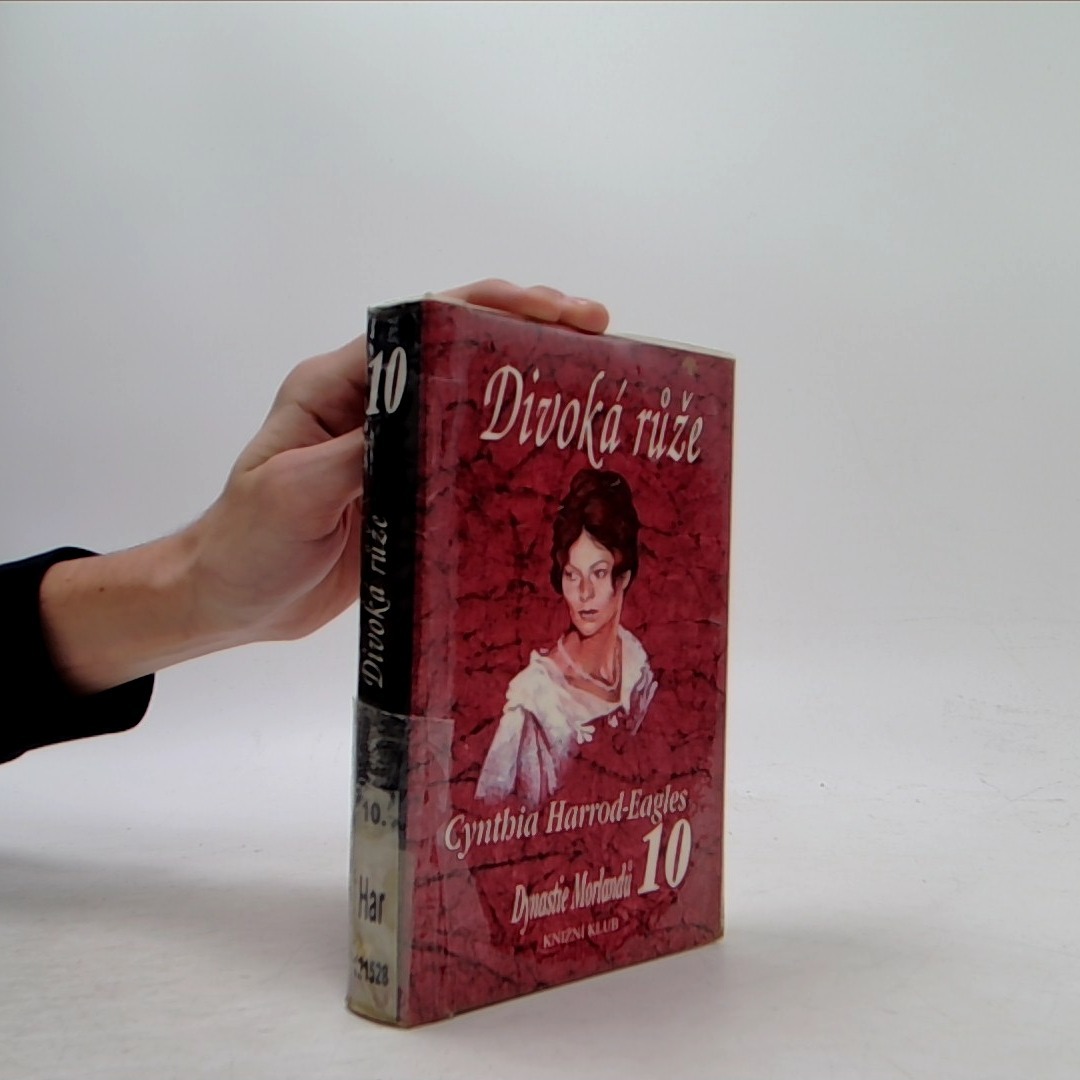 10
Divoká růže
10.
Har
Divoká růže
Cynthia Harrod-Eagles
10
Dynastie Morlandů
KNIŽNÍ KLUB